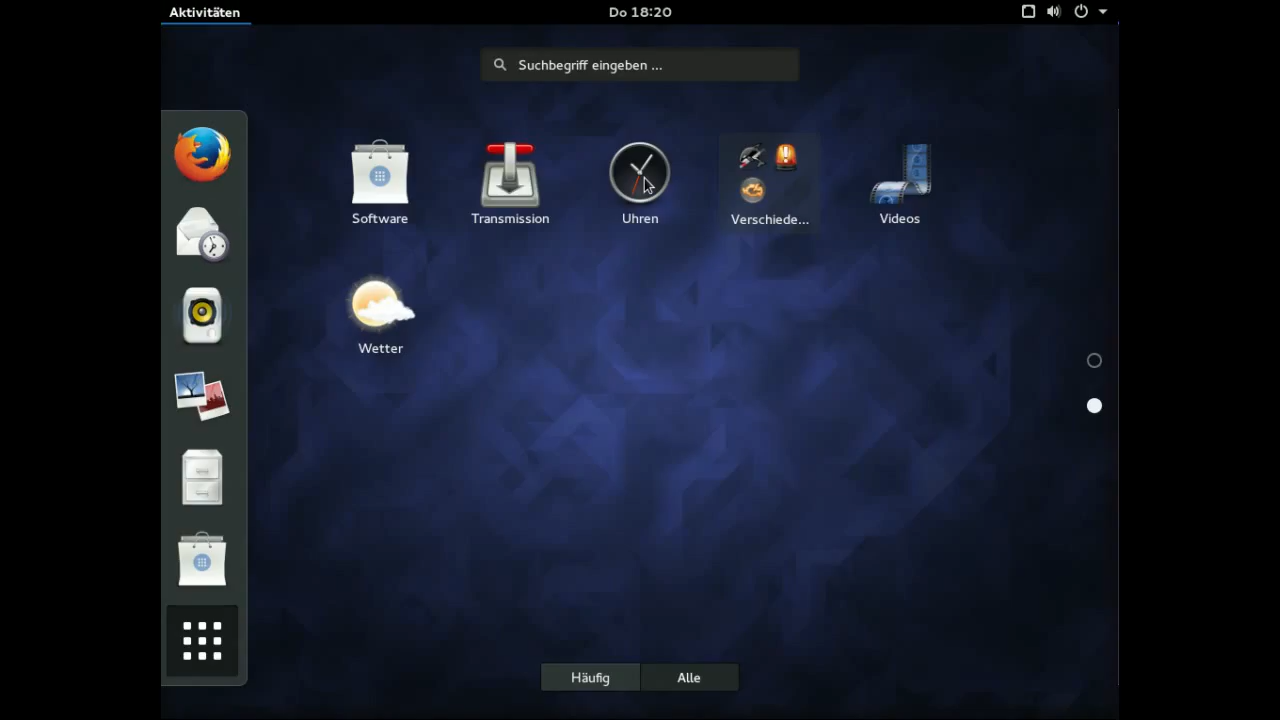 Aktivitäten
Do 18:20
Suchbegriff eingeben ...
Software
Transmission
Uhren
Verschiede...
Videos
Wetter
Häufig
Alle